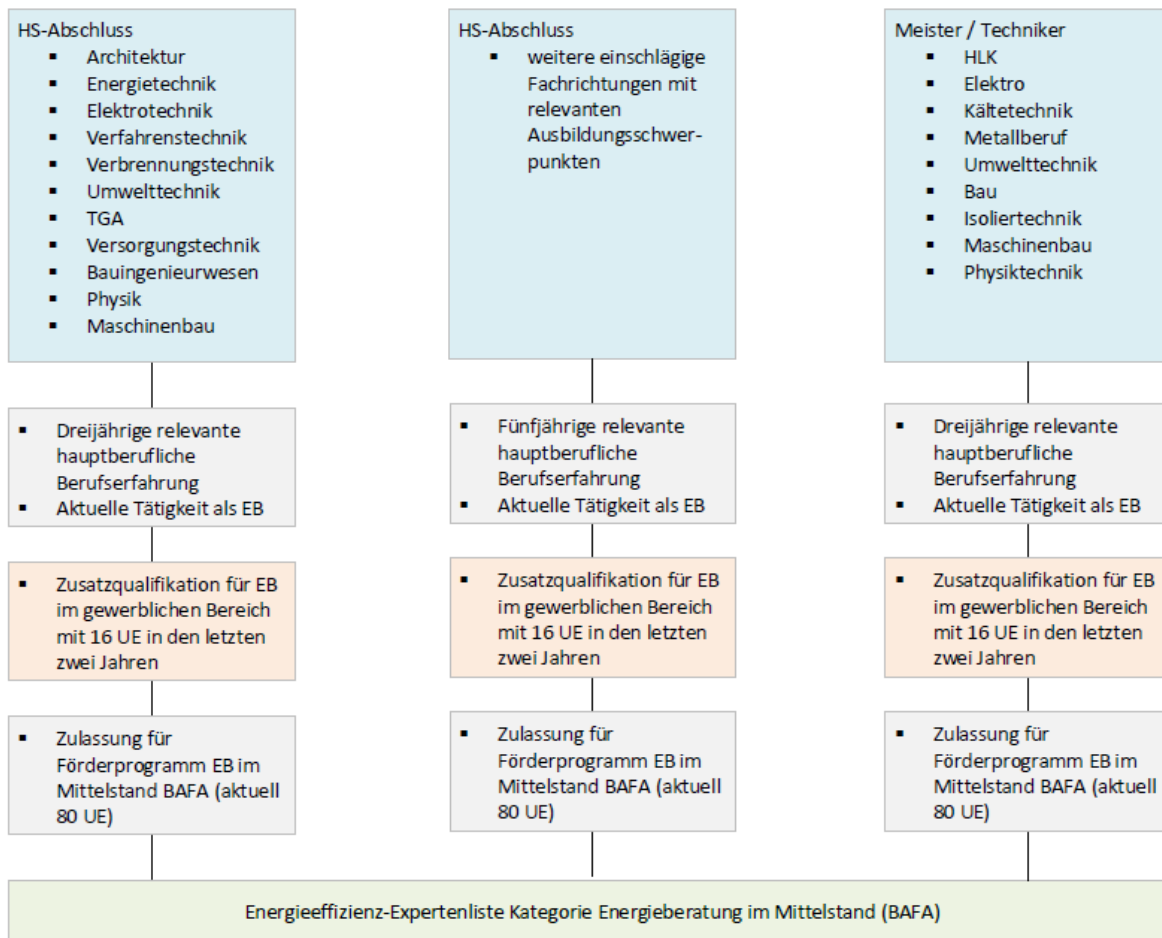 HS-Abschluss
▪ Architektur
▪ Energietechnik
▪ Elektrotechnik
▪ Verfahrenstechnik
▪ Verbrennungstechnik
▪ Umwelttechnik
▪ TGA
▪ Versorgungstechnik
▪ Bauingenieurwesen
▪ Physik
▪ Maschinenbau
HS-Abschluss
▪ weitere einschlägige
Fachrichtungen mit
relevanten
Ausbildungsschwer-
punkten
Meister / Techniker
▪ HLK
▪ Elektro
▪ Kältetechnik
▪ Metallberuf
▪ Umwelttechnik
▪ Bau
▪ Isoliertechnik
▪ Maschinenbau
▪ Physiktechnik
▪ Dreijährige relevante
hauptberufliche
Berufserfahrung
▪ Aktuelle Tätigkeit als EB
▪ Fünfjährige relevante
hauptberufliche
Berufserfahrung
▪ Aktuelle Tätigkeit als EB
▪ Dreijährige relevante
hauptberufliche
Berufserfahrung
▪ Aktuelle Tätigkeit als EB
▪ Zusatzqualifikation für EB
im gewerblichen Bereich
mit 16 UE in den letzten
zwei Jahren
▪ Zusatzqualifikation für EB
im gewerblichen Bereich
mit 16 UE in den letzten
zwei Jahren
▪ Zusatzqualifikation für EB
im gewerblichen Bereich
mit 16 UE in den letzten
zwei Jahren
▪ Zulassung für
Förderprogramm EB im
Mittelstand BAFA (aktuell
80 UE)
▪ Zulassung für
Förderprogramm EB im
Mittelstand BAFA (aktuell
80 UE)
▪ Zulassung für
Förderprogramm EB im
Mittelstand BAFA (aktuell
80 UE)
Energieeffizienz-Expertenliste Kategorie Energieberatung im Mittelstand (BAFA)